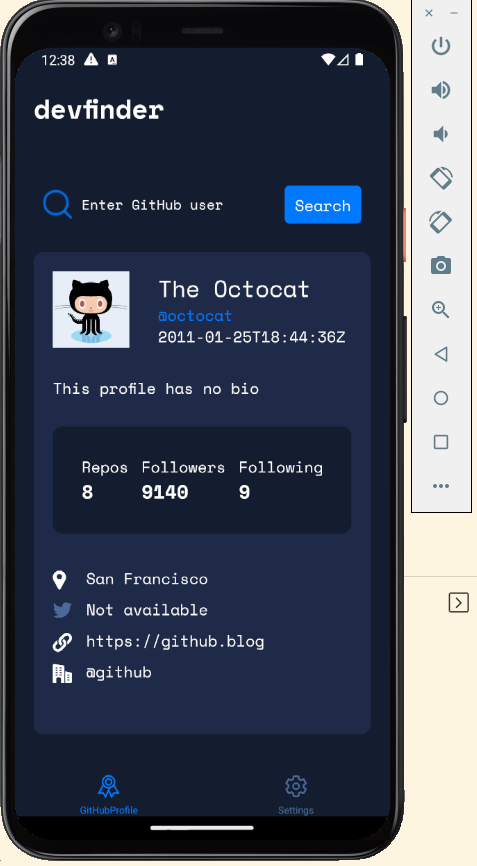 12:38
devfinder
Enter GitHub user
Search
The Octocat
@octocat
2011-01-25T18:44:36Z
This profile has no bio
Repos Followers Following
8 9140 9
San Francisco
Not available
https://github.blog
@github
GitHubProfile
Settings